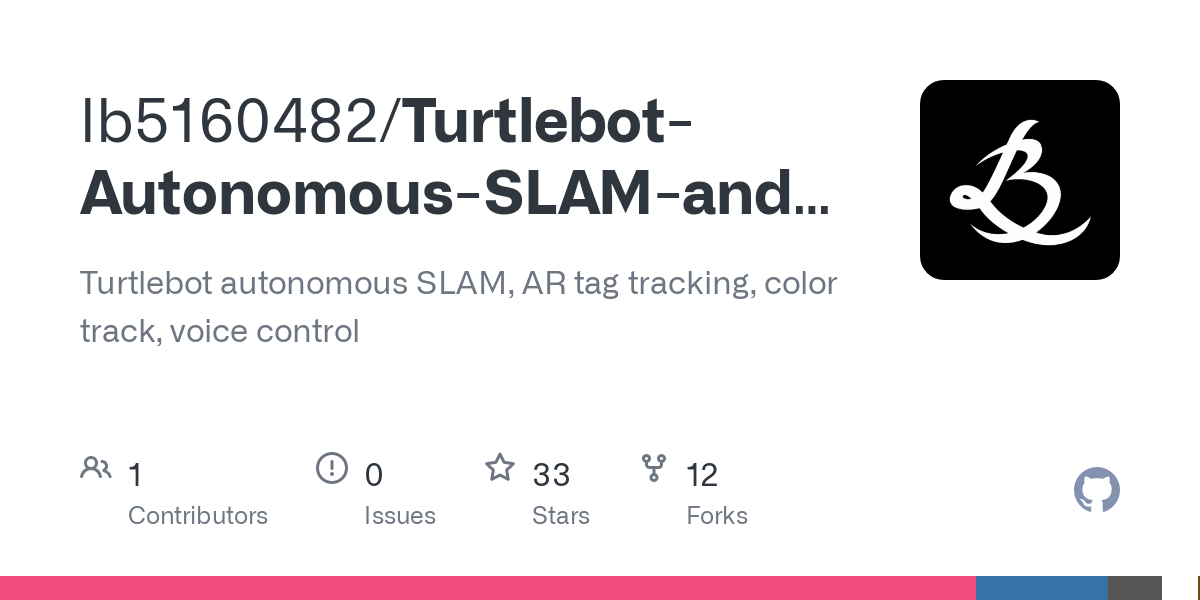 lb5160482/Turtlebot-
Autonomous-SLAM-and...
Turtlebot autonomous SLAM, AR tag tracking, color
track, voice control
1
Contributors
0
Issues
33
Stars
12
Forks